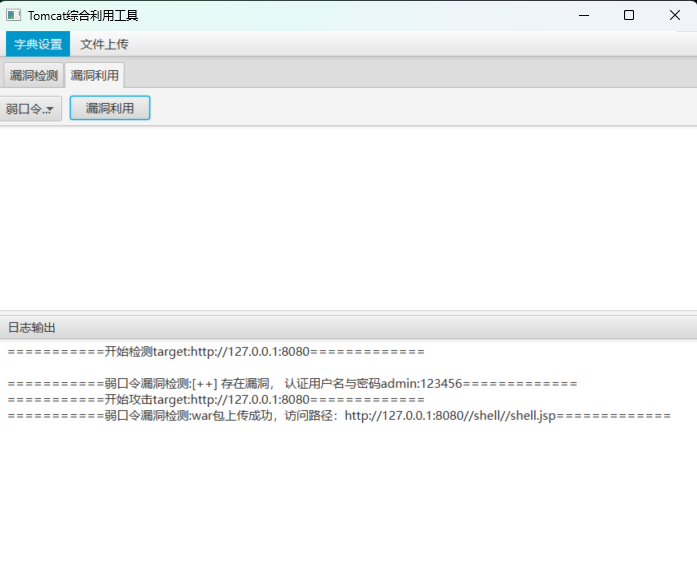 Tomcat综合利用工具
字典设置 文件上传
漏洞检测 漏洞利用
弱口令... 漏洞利用
日志输出
===========开始检测target:http://127.0.0.1:8080=============
===========弱口令漏洞检测:[++] 存在漏洞， 认证用户名与密码admin:123456=============
===========开始攻击target:http://127.0.0.1:8080=============
===========弱口令漏洞检测:war包上传成功，访问路径：http://127.0.0.1:8080//shell//shell.jsp=============